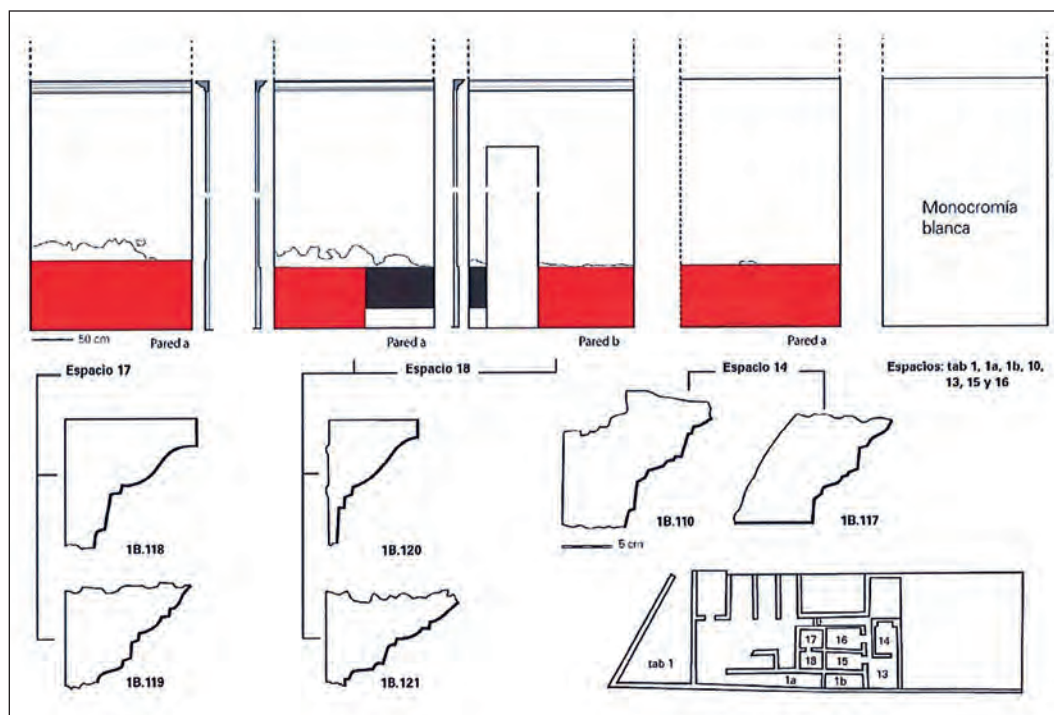 Monocromía
blanca
50 cm
Pared a
Pared a
Pared b
Pared a
Espacio 17
Espacio 18
Espacio 14
Espacios: tab 1, 1a, 1b, 10,
13, 15 y 16
1B.118
1B.120
1B.110
1B.117
5 cm
1B.119
1B.121
tab 1
17
16
14
18
15
13
1a
1b